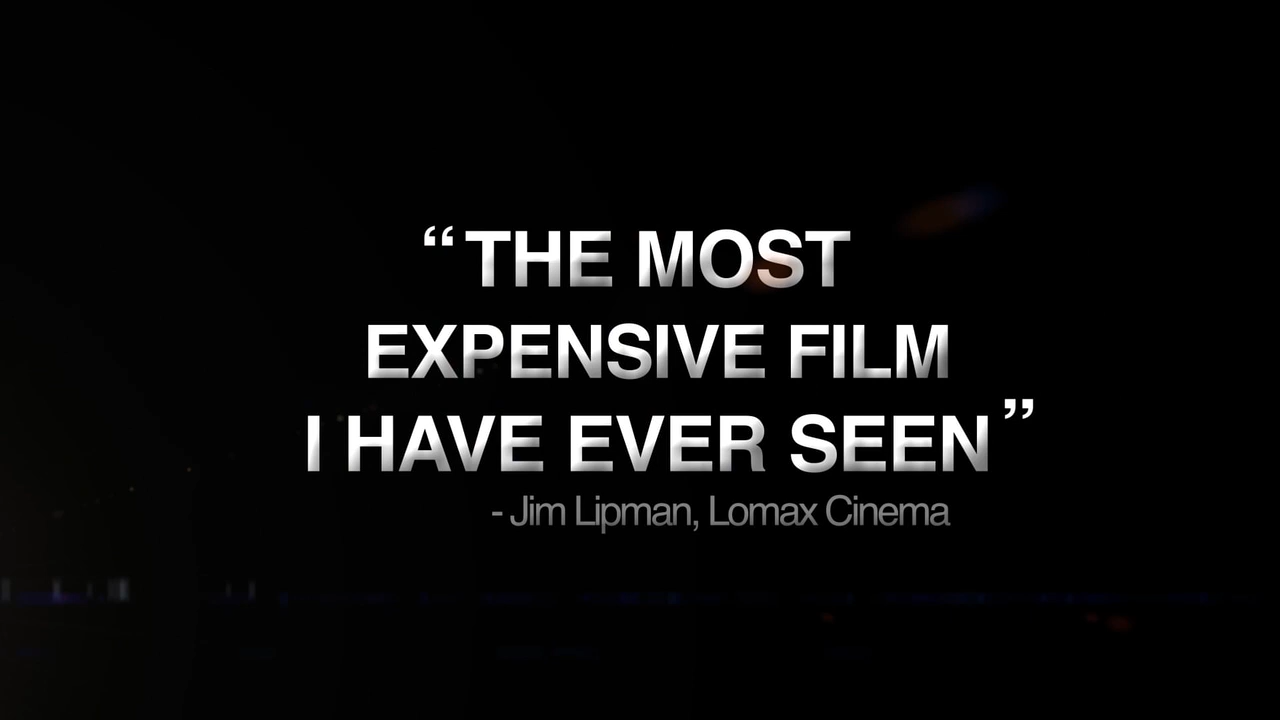 “THE MOST
EXPENSIVE FILM
I HAVE EVER SEEN”
- Jim Lipman, Lomax Cinema